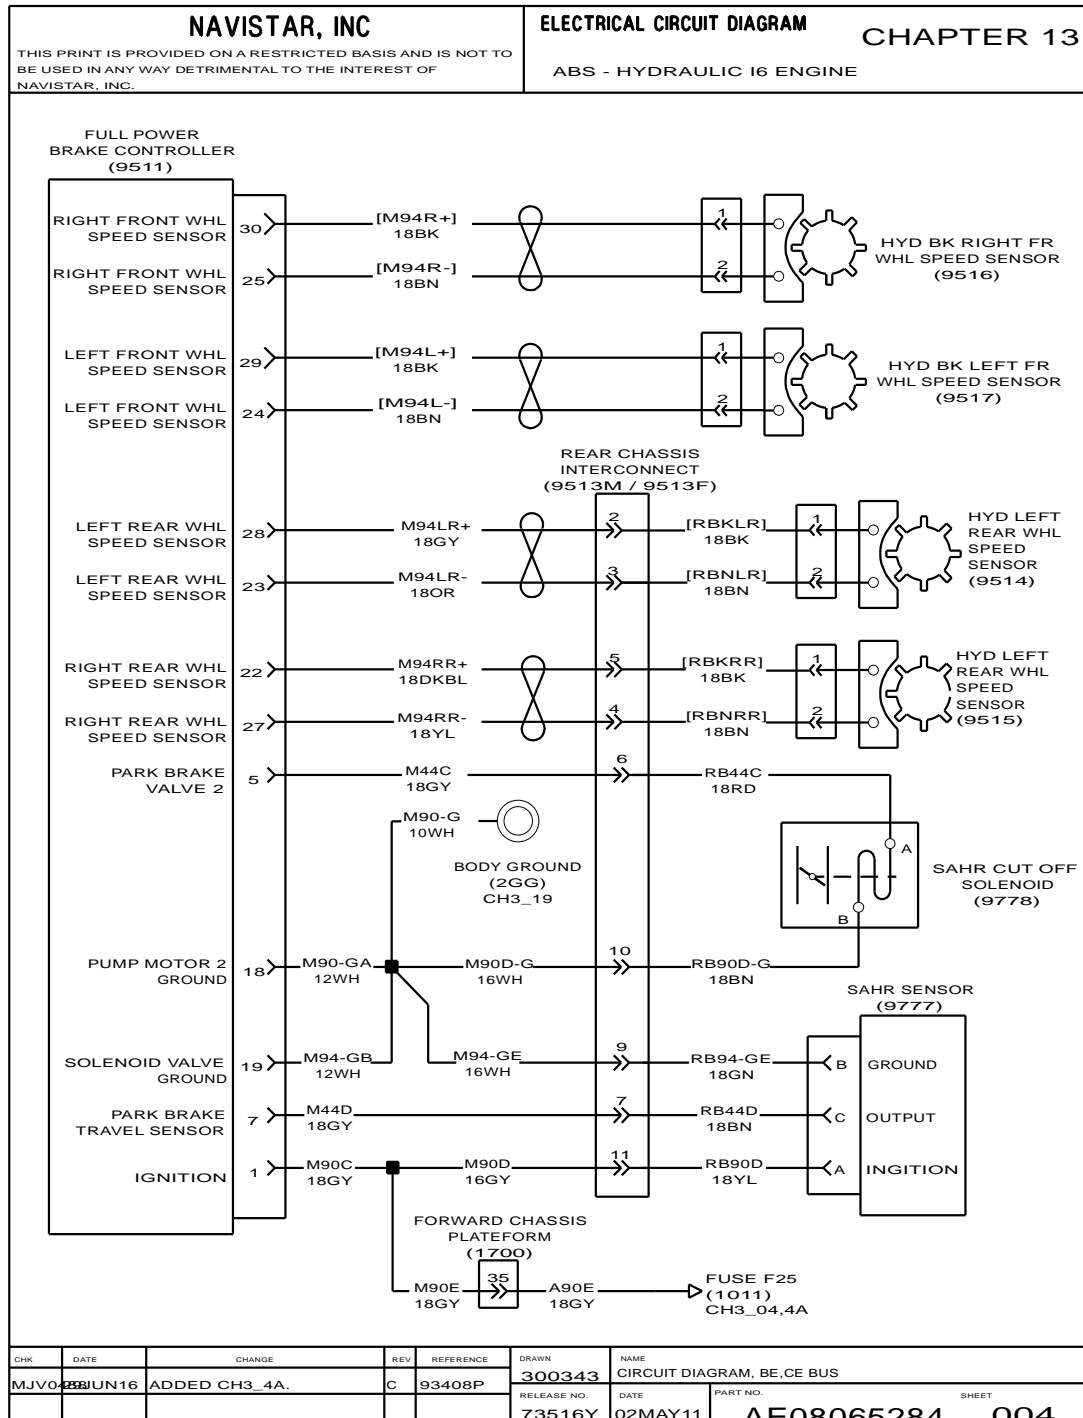 NAVISTAR, INC
THIS PRINT IS PROVIDED ON A RESTRICTED BASIS AND IS NOT TO
BE USED IN ANY WAY DETRIMENTAL TO THE INTEREST OF
NAVISTAR, INC.
ELECTRICAL CIRCUIT DIAGRAM
CHAPTER 13
ABS - HYDRAULIC I6 ENGINE
FULL POWER
BRAKE CONTROLLER
(9511)
RIGHT FRONT WHL
SPEED SENSOR
30
[M94R+]
18BK
1
RIGHT FRONT WHL
SPEED SENSOR
25
[M94R-]
18BN
2
HYD BK RIGHT FR
WHL SPEED SENSOR
(9516)
LEFT FRONT WHL
SPEED SENSOR
29
[M94L+]
18BK
1
LEFT FRONT WHL
SPEED SENSOR
24
[M94L-]
18BN
2
HYD BK LEFT FR
WHL SPEED SENSOR
(9517)
REAR CHASSIS
INTERCONNECT
(9513M / 9513F)
LEFT REAR WHL
SPEED SENSOR
28
M94LR+
18GY
2
[RBKLR]
18BK
1
LEFT REAR WHL
SPEED SENSOR
23
M94LR-
18OR
3
[RBNLR]
18BN
2
HYD LEFT
REAR WHL
SPEED
SENSOR
(9514)
RIGHT REAR WHL
SPEED SENSOR
22
M94RR+
18DKBL
5
[RBKRR]
18BK
1
RIGHT REAR WHL
SPEED SENSOR
27
M94RR-
18YL
4
[RBNRR]
18BN
2
HYD LEFT
REAR WHL
SPEED
SENSOR
(9515)
PARK BRAKE
VALVE 2
5
M44C
18GY
6
RB44C
18RD
M90-G
10WH
BODY GROUND
(2GG)
CH3_19
A
B
SAHR CUT OFF
SOLENOID
(9778)
PUMP MOTOR 2
GROUND
18
M90-GA
12WH
M90D-G
16WH
10
RB90D-G
18BN
SAHR SENSOR
(9777)
SOLENOID VALVE
GROUND
19
M94-GB
12WH
M94-GE
16WH
9
RB94-GE
18GN
B
GROUND
PARK BRAKE
TRAVEL SENSOR
7
M44D
18GY
7
RB44D
18BN
C
OUTPUT
IGNITION
1
M90C
18GY
M90D
16GY
11
RB90D
18YL
A
INGITION
FORWARD CHASSIS
PLATEFORM
(1700)
M90E
18GY
35
A90E
18GY
FUSE F25
(1011)
CH3_04,4A
CHK
DATE
CHANGE
REV
REFERENCE
DRAWN
NAME
JUN16
ADDED CH3_4A.
C
93408P
300343
CIRCUIT DIAGRAM, BE,CE BUS
RELEASE NO.
DATE
PART NO.
SHEET
73516Y
02MAY11
AE08065284
004